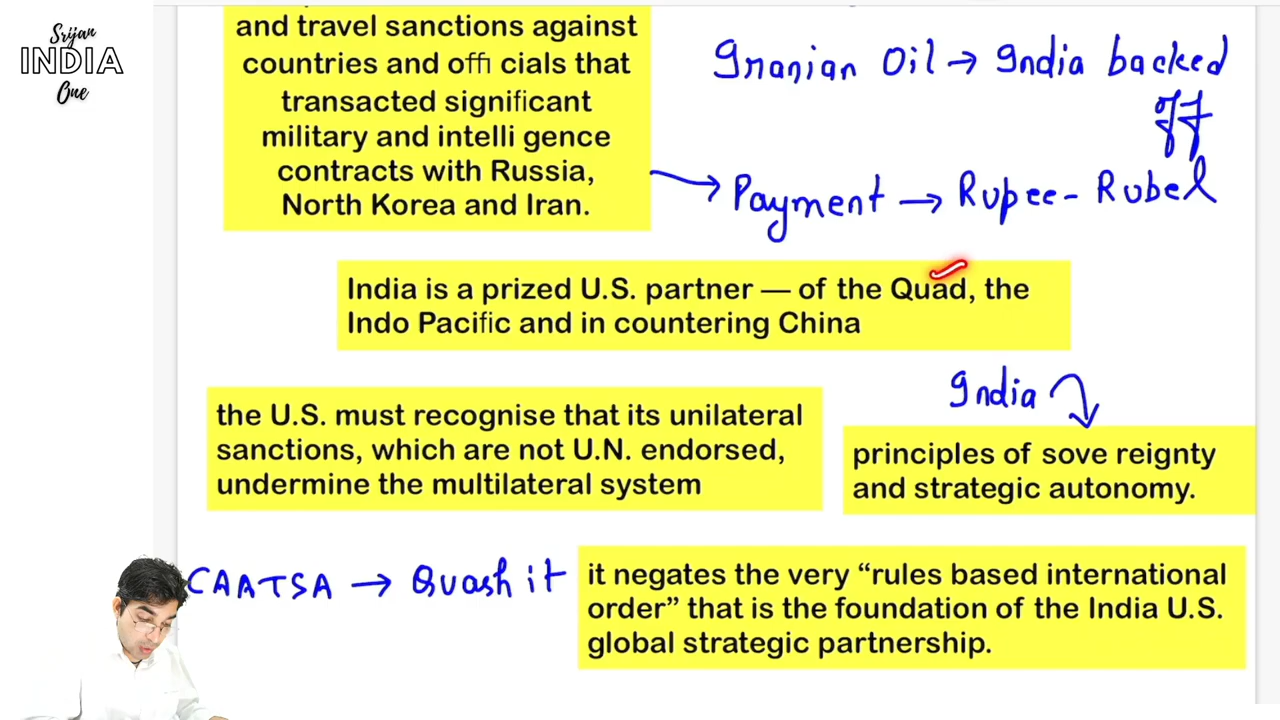 Srijan
INDIA
One
and travel sanctions against
countries and offi cials that
transacted significant
military and intelli gence
contracts with Russia,
North Korea and Iran.
Iranian Oil → India backed
off
→ Payment → Rupee - Rubel
India is a prized U.S. partner — of the Quad, the
Indo Pacific and in countering China
the U.S. must recognise that its unilateral
sanctions, which are not U.N. endorsed,
undermine the multilateral system
India
principles of sove reignty
and strategic autonomy.
CAATSA → Quash it
it negates the very “rules based international
order” that is the foundation of the India U.S.
global strategic partnership.